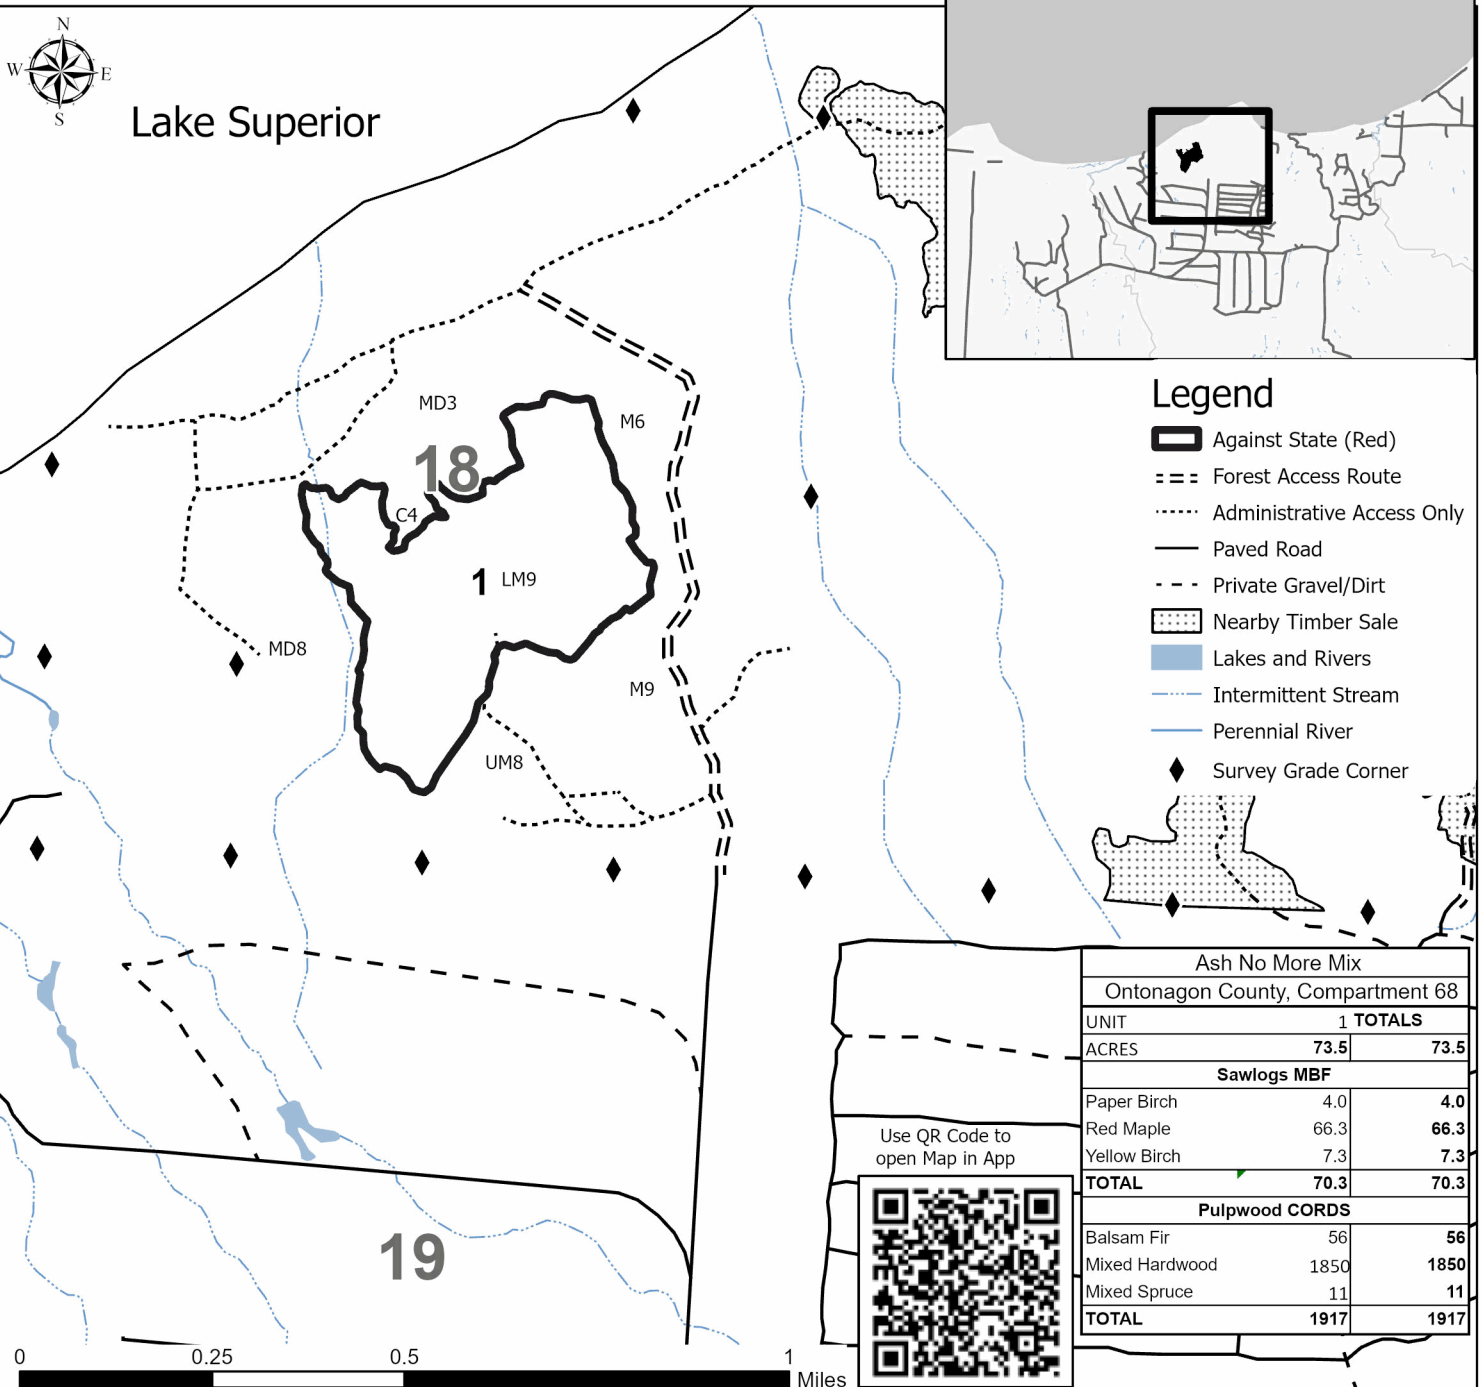 N
W E
S
Lake Superior
MD3
M6
18
C4
1 LM9
MD8
M9
UM8
19
Legend
Against State (Red)
Forest Access Route
Administrative Access Only
Paved Road
Private Gravel/Dirt
Nearby Timber Sale
Lakes and Rivers
Intermittent Stream
Perennial River
Survey Grade Corner
Ash No More Mix
Ontonagon County, Compartment 68
UNIT 1 TOTALS
ACRES 73.5 73.5
Sawlogs MBF
Paper Birch 4.0 4.0
Red Maple 66.3 66.3
Yellow Birch 7.3 7.3
TOTAL 70.3 70.3
Pulpwood CORDS
Balsam Fir 56 56
Mixed Hardwood 1850 1850
Mixed Spruce 11 11
TOTAL 1917 1917
Use QR Code to
open Map in App
0 0.25 0.5 1
Miles